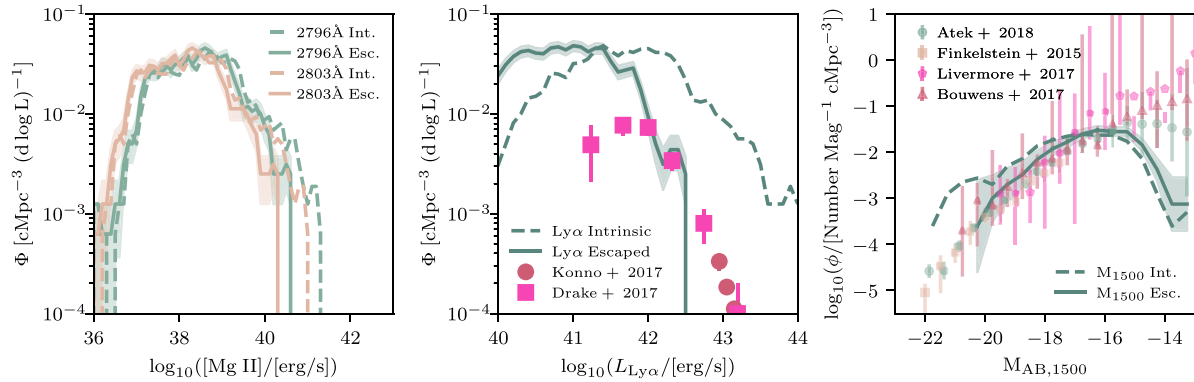 10⁻¹
10⁻²
10⁻³
10⁻⁴
Φ [cMpc⁻³ (d log L)⁻¹]
2796Å Int.
2796Å Esc.
2803Å Int.
2803Å Esc.
36 38 40 42
log₁₀([Mg II]/[erg/s])
10⁻¹
10⁻²
10⁻³
10⁻⁴
Φ [cMpc⁻³ (d log L)⁻¹]
Lyα Intrinsic
Lyα Escaped
Konno + 2017
Drake + 2017
40 41 42 43 44
log₁₀(L_Lyα/[erg/s])
1
0
−1
−2
−3
−4
−5
log₁₀(ϕ/[Number Mag⁻¹ cMpc⁻³])
Atek + 2018
Finkelstein + 2015
Livermore + 2017
Bouwens + 2017
M₁₅₀₀ Int.
M₁₅₀₀ Esc.
−22 −20 −18 −16 −14
M_AB,1500